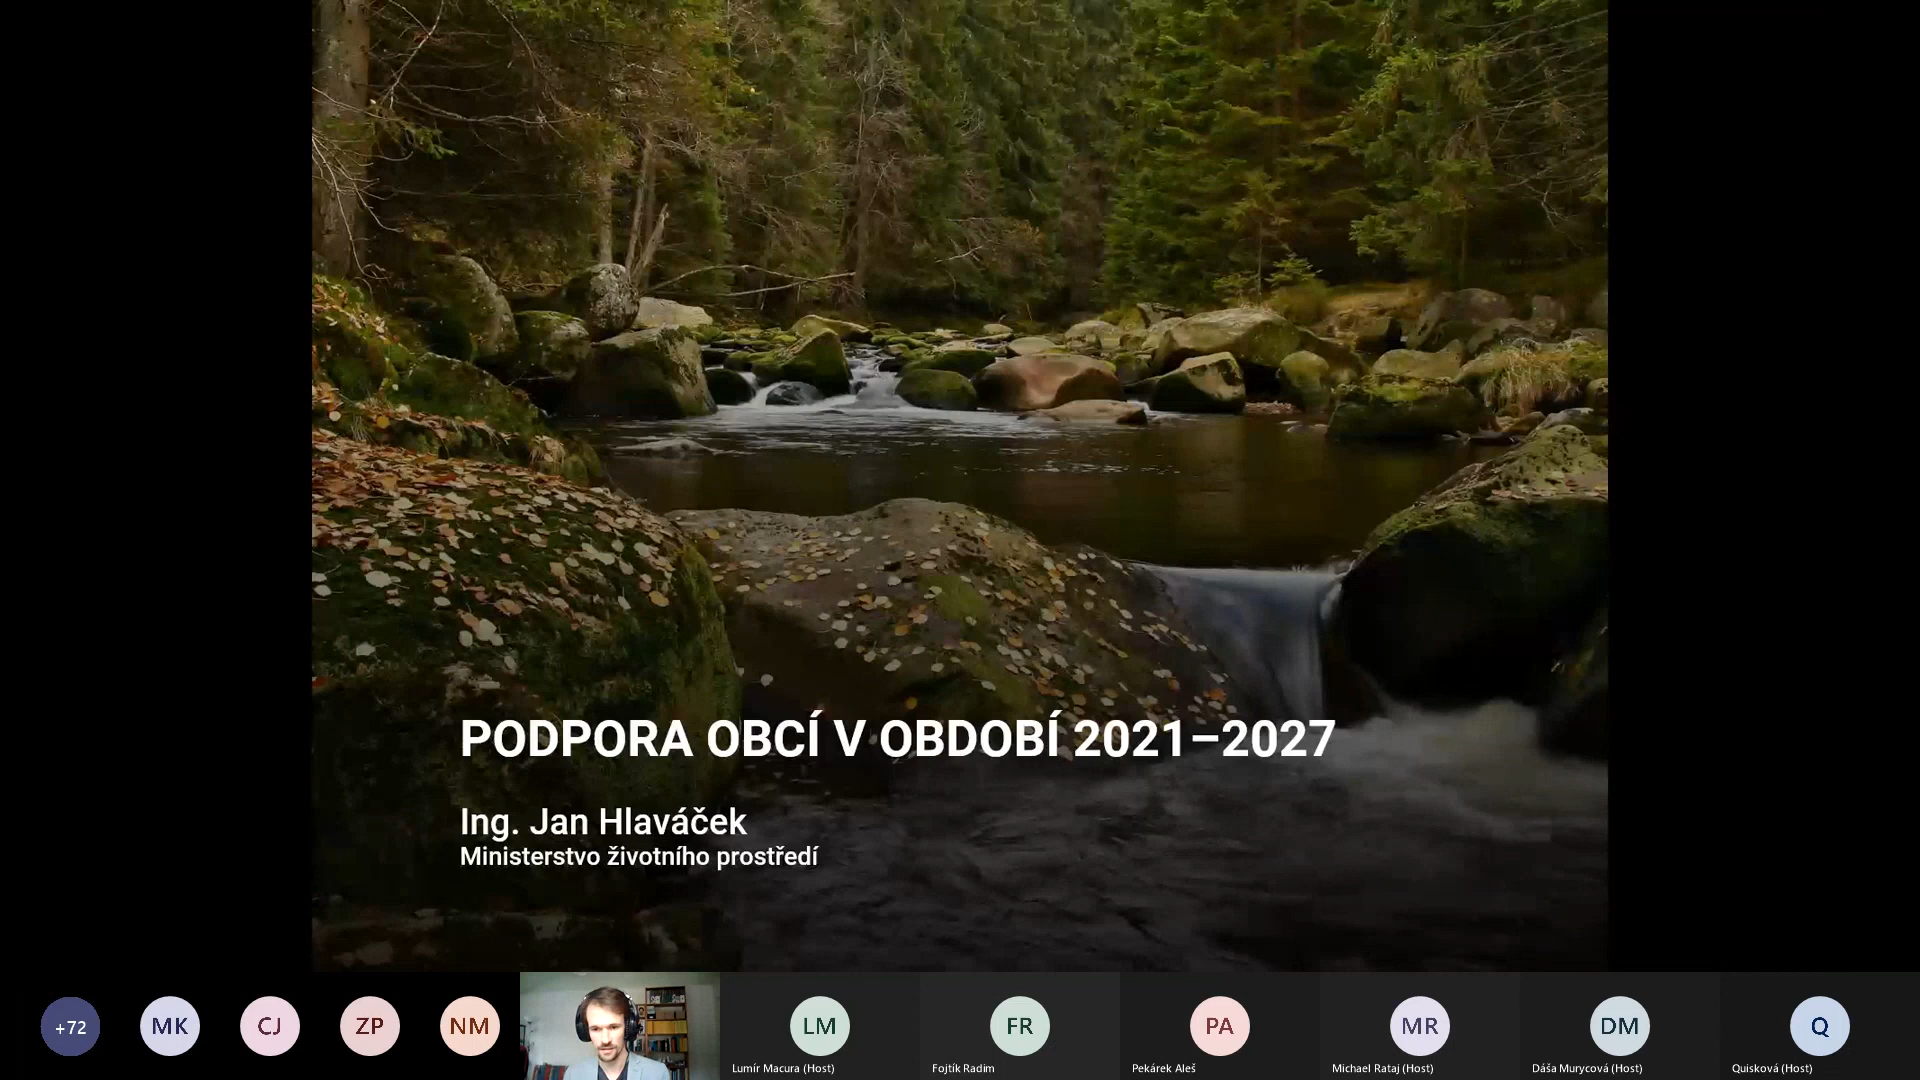 PODPORA OBCÍ V OBDOBÍ 2021–2027
Ing. Jan Hlaváček
Ministerstvo životního prostředí
+72
MK
CJ
ZP
NM
LM
FR
PA
MR
DM
Q
Lumír Macura (Host)
Fojtík Radim
Pekárek Aleš
Michael Rataj (Host)
Dáša Murycová (Host)
Quisková (Host)